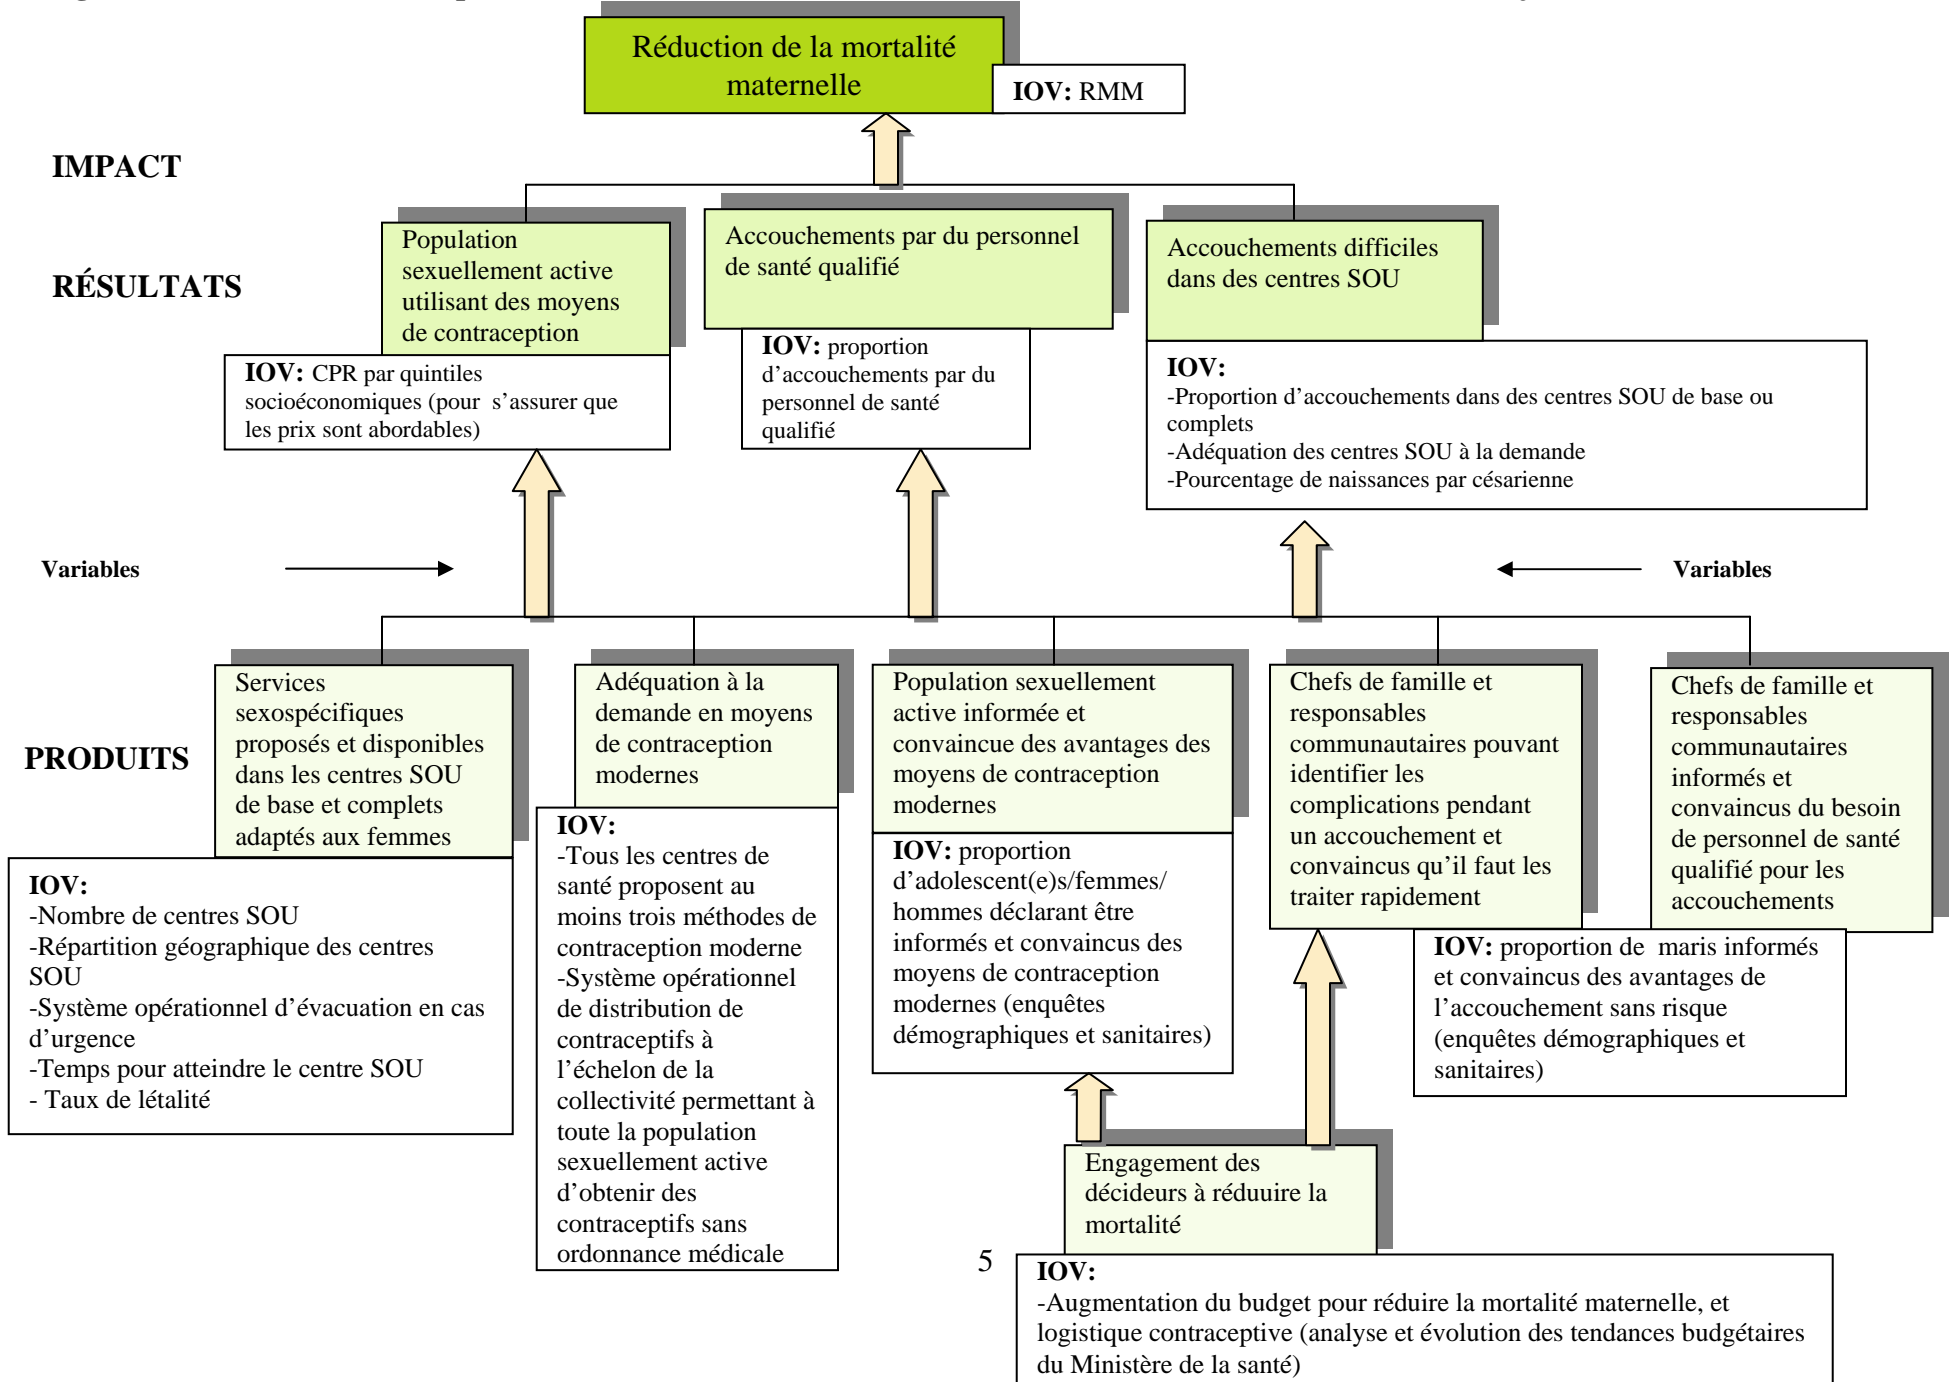 Réduction de la mortalité
maternelle
IOV: RMM
IMPACT
RÉSULTATS
Population
sexuellement active
utilisant des moyens
de contraception
IOV: CPR par quintiles
socioéconomiques (pour s’assurer que
les prix sont abordables)
Accouchements par du personnel
de santé qualifié
IOV: proportion
d’accouchements par du
personnel de santé
qualifié
Accouchements difficiles
dans des centres SOU
IOV:
-Proportion d’accouchements dans des centres SOU de base ou
complets
-Adéquation des centres SOU à la demande
-Pourcentage de naissances par césarienne
Variables
Variables
PRODUITS
Services
sexospécifiques
proposés et disponibles
dans les centres SOU
de base et complets
adaptés aux femmes
IOV:
-Nombre de centres SOU
-Répartition géographique des centres
SOU
-Système opérationnel d’évacuation en cas
d’urgence
-Temps pour atteindre le centre SOU
- Taux de létalité
Adéquation à la
demande en moyens
de contraception
modernes
IOV:
-Tous les centres de
santé proposent au
moins trois méthodes de
contraception moderne
-Système opérationnel
de distribution de
contraceptifs à
l’échelon de la
collectivité permettant à
toute la population
sexuellement active
d’obtenir des
contraceptifs sans
ordonnance médicale
Population sexuellement
active informée et
convaincue des avantages des
moyens de contraception
modernes
IOV: proportion
d’adolescent(e)s/femmes/
hommes déclarant être
informés et convaincus des
moyens de contraception
modernes (enquêtes
démographiques et sanitaires)
Chefs de famille et
responsables
communautaires pouvant
identifier les
complications pendant
un accouchement et
convaincus qu’il faut les
traiter rapidement
Chefs de famille et
responsables
communautaires
informés et
convaincus du besoin
de personnel de santé
qualifié pour les
accouchements
IOV: proportion de maris informés
et convaincus des avantages de
l’accouchement sans risque
(enquêtes démographiques et
sanitaires)
Engagement des
décideurs à réduuire la
mortalité
5
IOV:
-Augmentation du budget pour réduire la mortalité maternelle, et
logistique contraceptive (analyse et évolution des tendances budgétaires
du Ministère de la santé)